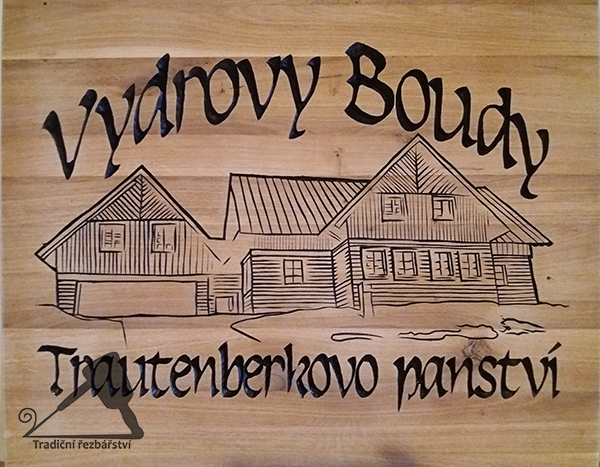 Vydrovy Boudy
Trautenberkovo panství
Tradiční řezbářství